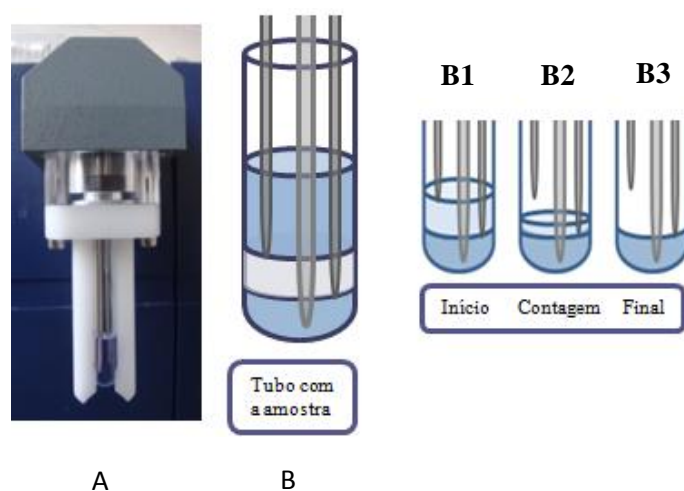 B1 B2 B3
Início Contagem Final
Tubo com
a amostra
A B